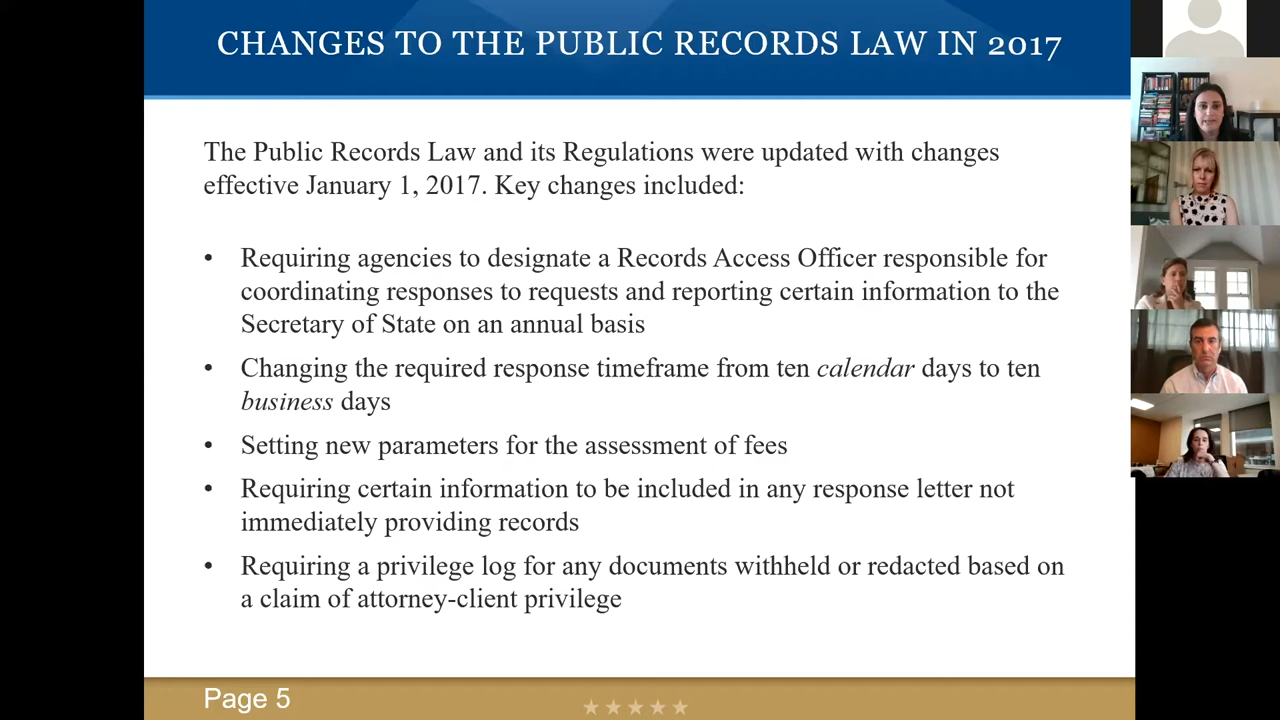 CHANGES TO THE PUBLIC RECORDS LAW IN 2017
The Public Records Law and its Regulations were updated with changes
effective January 1, 2017. Key changes included:
• Requiring agencies to designate a Records Access Officer responsible for
coordinating responses to requests and reporting certain information to the
Secretary of State on an annual basis
• Changing the required response timeframe from ten calendar days to ten
business days
• Setting new parameters for the assessment of fees
• Requiring certain information to be included in any response letter not
immediately providing records
• Requiring a privilege log for any documents withheld or redacted based on
a claim of attorney-client privilege
Page 5